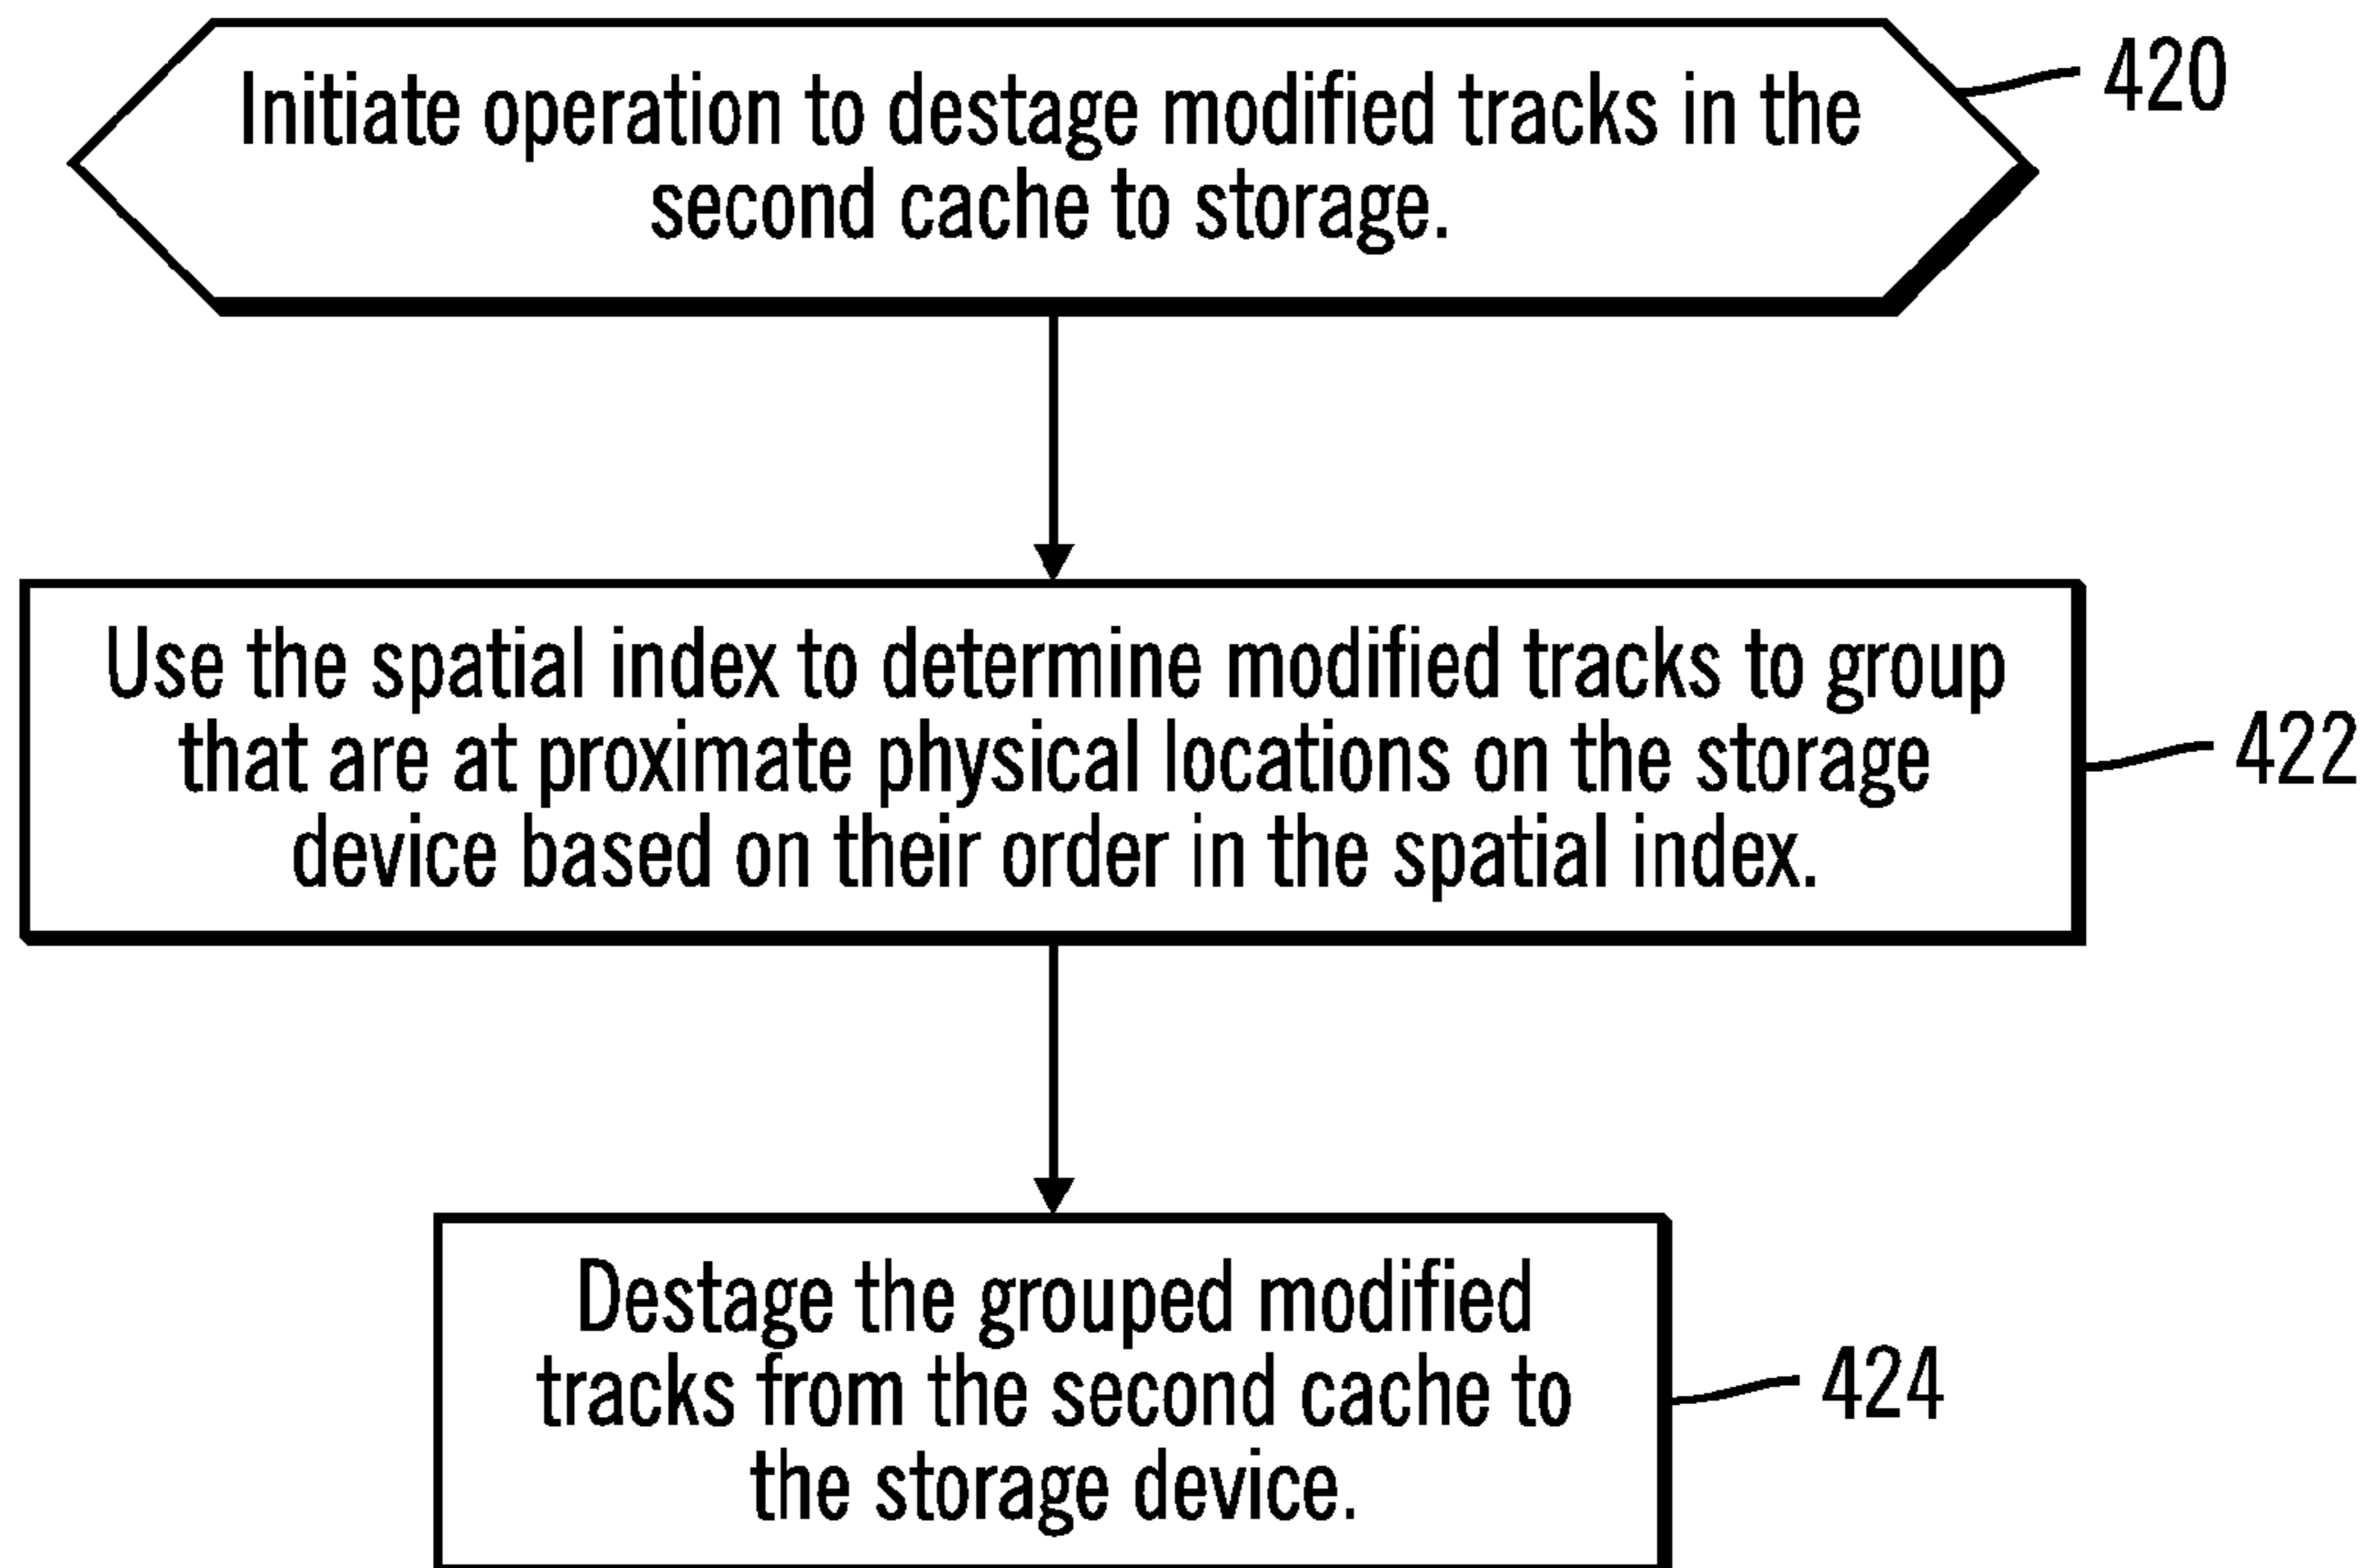 Initiate operation to destage modified tracks in the
second cache to storage.
420
Use the spatial index to determine modified tracks to group
that are at proximate physical locations on the storage
device based on their order in the spatial index.
422
Destage the grouped modified
tracks from the second cache to
the storage device.
424